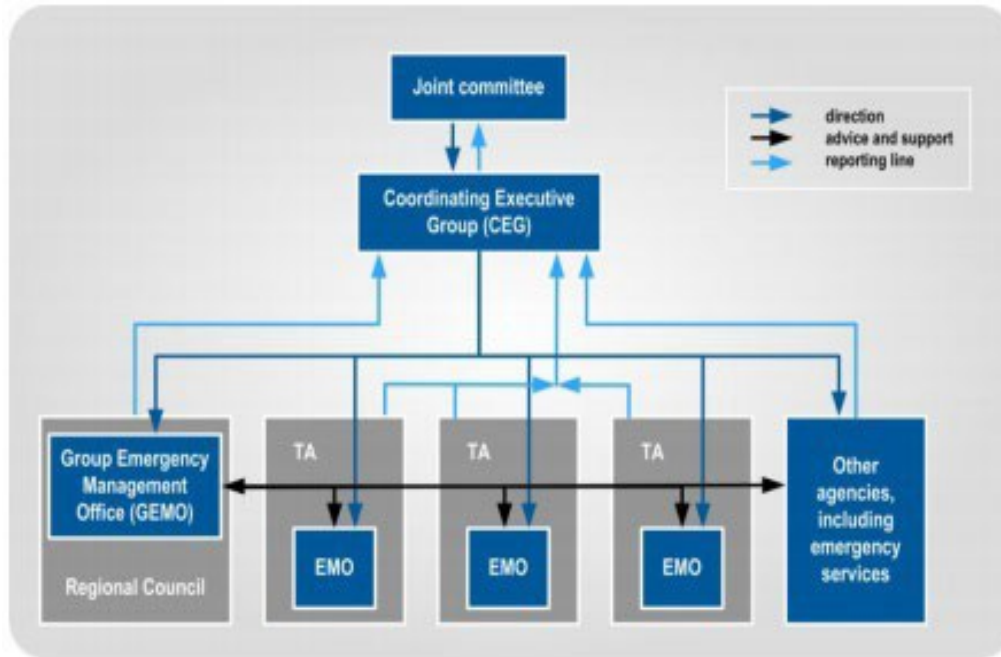 Joint committee
direction
advice and support
reporting line
Coordinating Executive
Group (CEG)
Group Emergency
Management
Office (GEMO)
Regional Council
TA
EMO
TA
EMO
TA
EMO
Other
agencies,
including
emergency
services